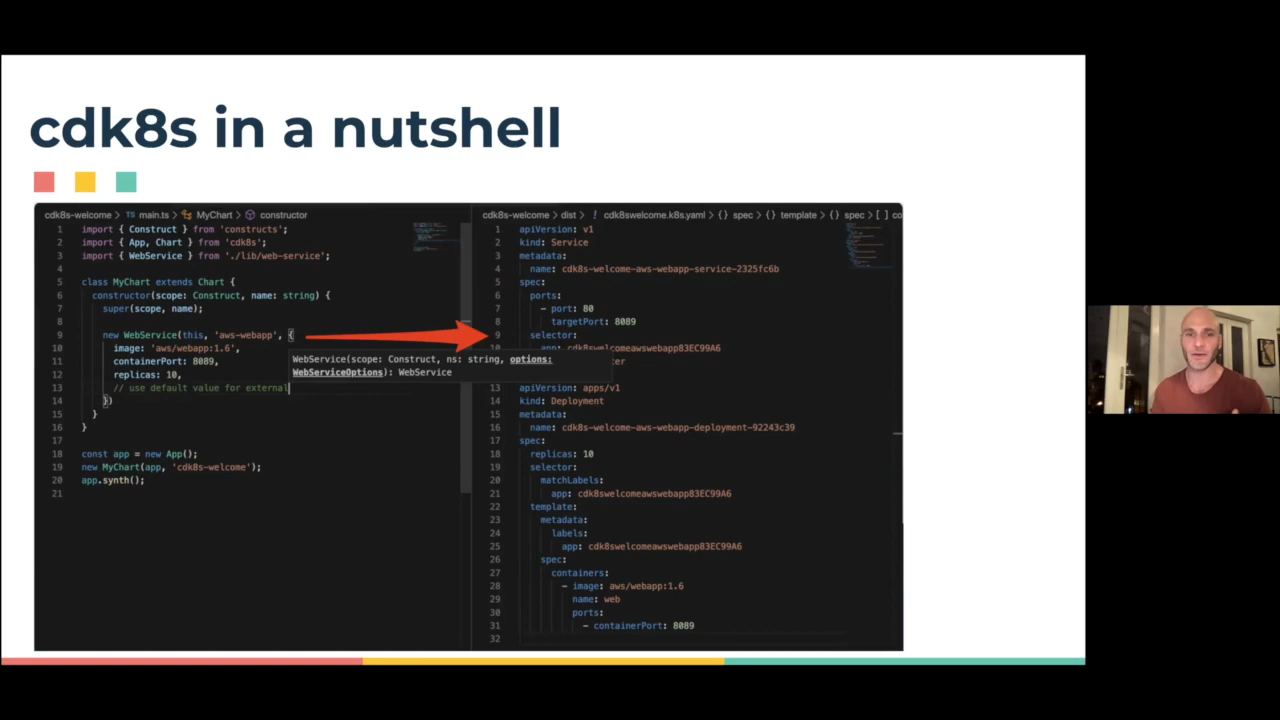 cdk8s in a nutshell
cdk8s-welcome > TS main.ts > MyChart > constructor
1 import { Construct } from 'constructs';
2 import { App, Chart } from 'cdk8s';
3 import { WebService } from './lib/web-service';
4
5 class MyChart extends Chart {
6 constructor(scope: Construct, name: string) {
7 super(scope, name);
8
9 new WebService(this, 'aws-webapp', {
10 image: 'aws/webapp:1.6',
11 containerPort: 8089,
12 replicas: 10,
13 // use default value for external
14 })
15 }
16 }
17
18 const app = new App();
19 new MyChart(app, 'cdk8s-welcome');
20 app.synth();
21
WebService(scope: Construct, ns: string, options:
WebServiceOptions): WebService
cdk8s-welcome > dist > ! cdk8swelcome.k8s.yaml > {} spec > {} template > {} spec > [ ] co
1 apiVersion: v1
2 kind: Service
3 metadata:
4 name: cdk8s-welcome-aws-webapp-service-2325fc6b
5 spec:
6 ports:
7 - port: 80
8 targetPort: 8089
9 selector:
10 app: cdk8swelcomeawswebapp83EC99A6
13 apiVersion: apps/v1
14 kind: Deployment
15 metadata:
16 name: cdk8s-welcome-aws-webapp-deployment-92243c39
17 spec:
18 replicas: 10
19 selector:
20 matchLabels:
21 app: cdk8swelcomeawswebapp83EC99A6
22 template:
23 metadata:
24 labels:
25 app: cdk8swelcomeawswebapp83EC99A6
26 spec:
27 containers:
28 - image: aws/webapp:1.6
29 name: web
30 ports:
31 - containerPort: 8089
32